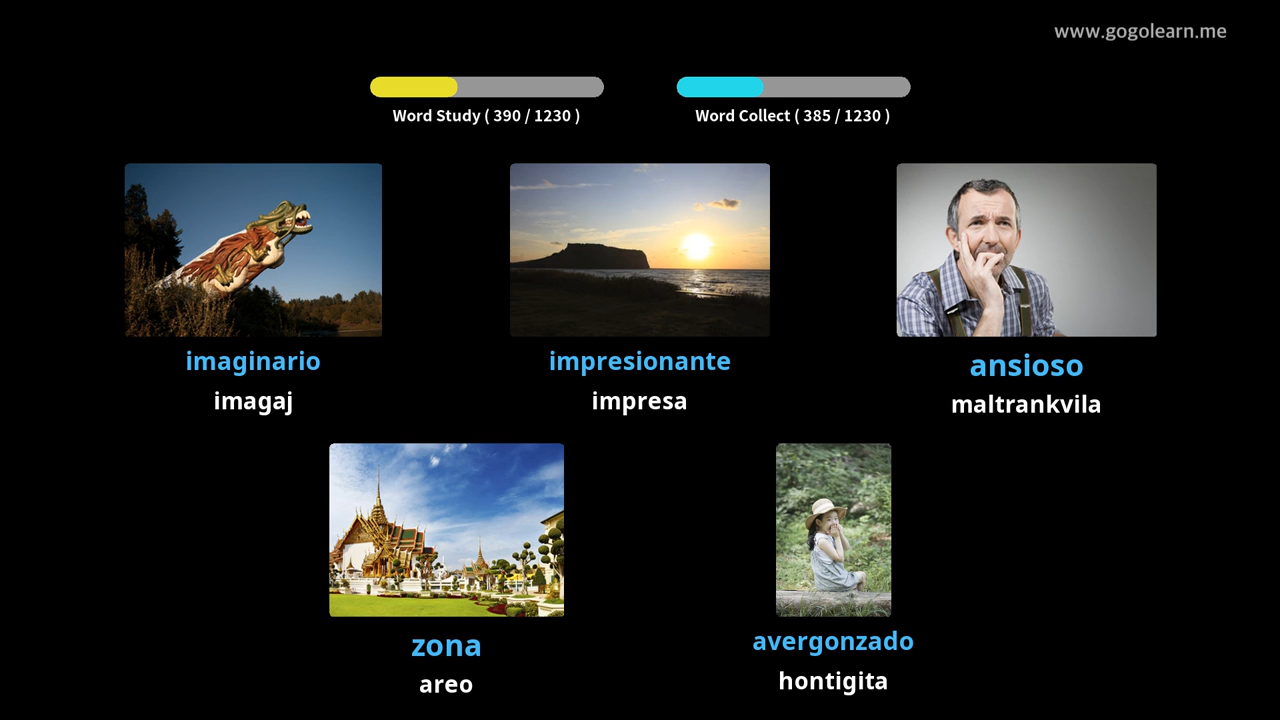 www.gogolearn.me
Word Study ( 390 / 1230 )
Word Collect ( 385 / 1230 )
imaginario
imagaj
impresionante
impresa
ansioso
maltrankvila
zona
areo
avergonzado
hontigita